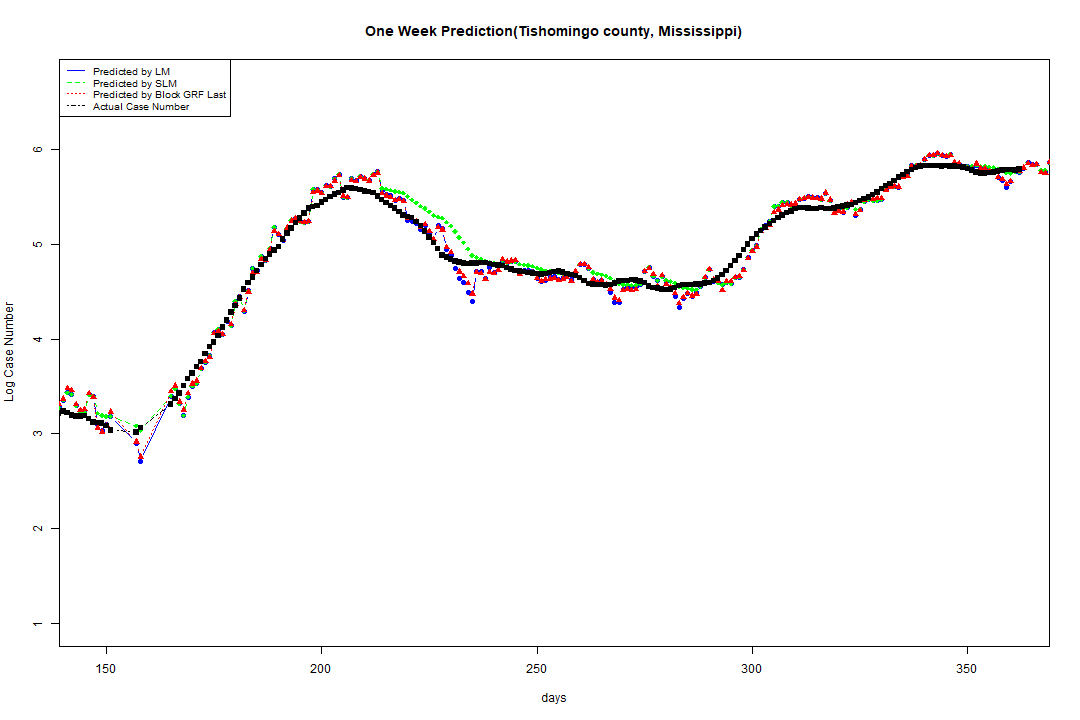 One Week Prediction(Tishomingo county, Mississippi)
Predicted by LM
Predicted by SLM
Predicted by Block GRF Last
Actual Case Number
6
5
4
3
2
1
Log Case Number
150 200 250 300 350
days